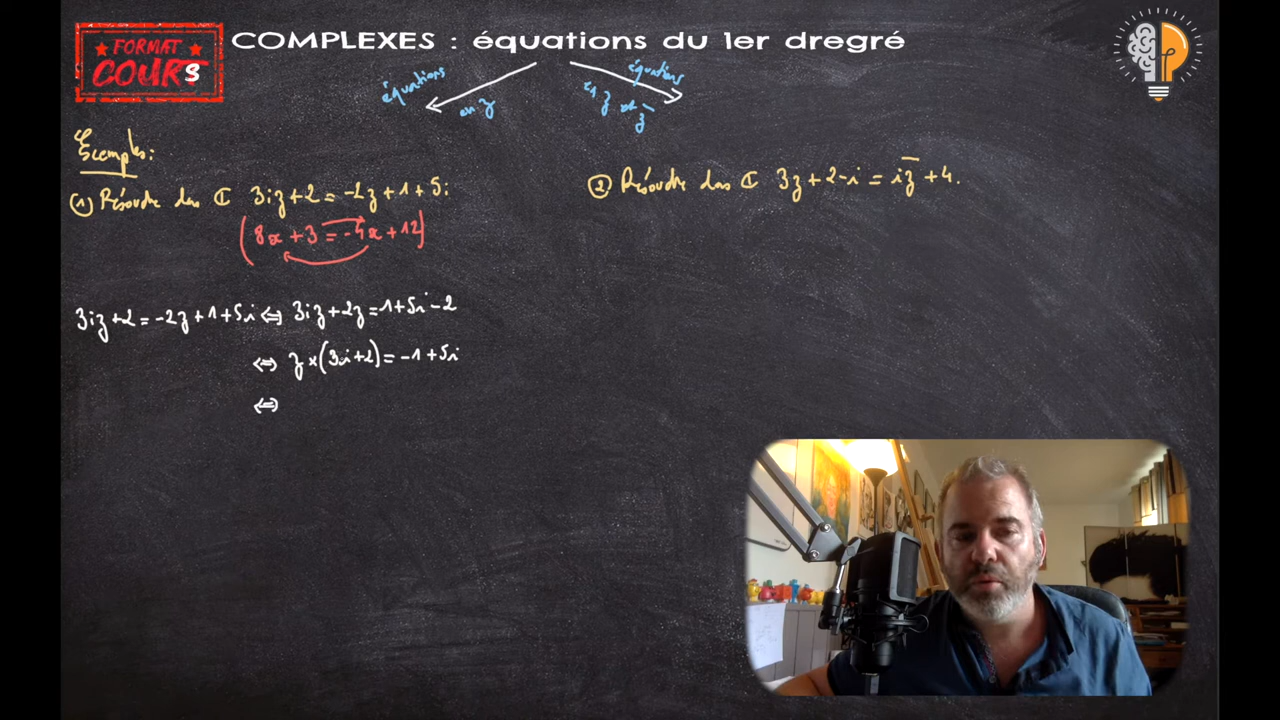 FORMAT
COURS
COMPLEXES : équations du 1er dregré
équations
en z
équations
en z et z̅
Exemples:
① Résoudre dans ℂ 3iz+2=-2z+1+5i
(8x+3=-4x+12)
3iz+2=-2z+1+5i⇔ 3iz+2z=1+5i-2
⇔ z×(3i+2)=-1+5i
⇔
② Résoudre dans ℂ 3z+2-i=iz̅+4.